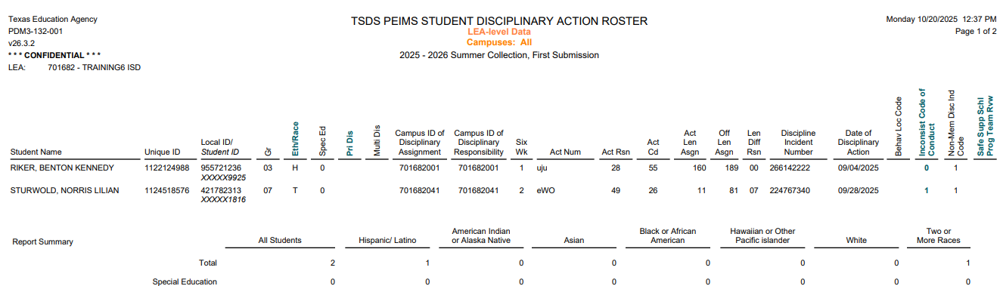 Texas Education Agency
PDM3-132-001
v26.3.2
* * * CONFIDENTIAL * * *
LEA: 701682 - TRAINING6 ISD
TSDS PEIMS STUDENT DISCIPLINARY ACTION ROSTER
LEA-level Data
Campuses: All
2025 - 2026 Summer Collection, First Submission
Monday 10/20/2025 12:37 PM
Page 1 of 2
Student Name
Unique ID
Local ID/
Student ID
Gr
Eth/Race
Spec Ed
Pri Dis
Multi Dis
Campus ID of
Disciplinary
Assignment
Campus ID of
Disciplinary
Responsibility
Six
Wk
Act Num
Act Rsn
Act
Cd
Act
Len
Asgn
Off
Len
Asgn
Len
Diff
Rsn
Discipline
Incident
Number
Date of
Disciplinary
Action
Behav Loc Code
Inconsist Code of
Conduct
Non-Mem Disc Ind
Code
Safe Supp Schl
Prog Team Rvw
RIKER, BENTON KENNEDY 1122124988 955721236 03 H 0 701682001 701682001 1 uju 28 55 160 189 00 266142222 09/04/2025 0 1
XXXXX9925
STURWOLD, NORRIS LILIAN 1124518576 421782313 07 T 0 701682041 701682041 2 eWO 49 26 11 81 07 224767340 09/28/2025 1 1
XXXXX1816
Report Summary
All Students
Hispanic/ Latino
American Indian
or Alaska Native
Asian
Black or African
American
Hawaiian or Other
Pacific islander
White
Two or
More Races
Total 2 1 0 0 0 0 0 1
Special Education 0 0 0 0 0 0 0 0